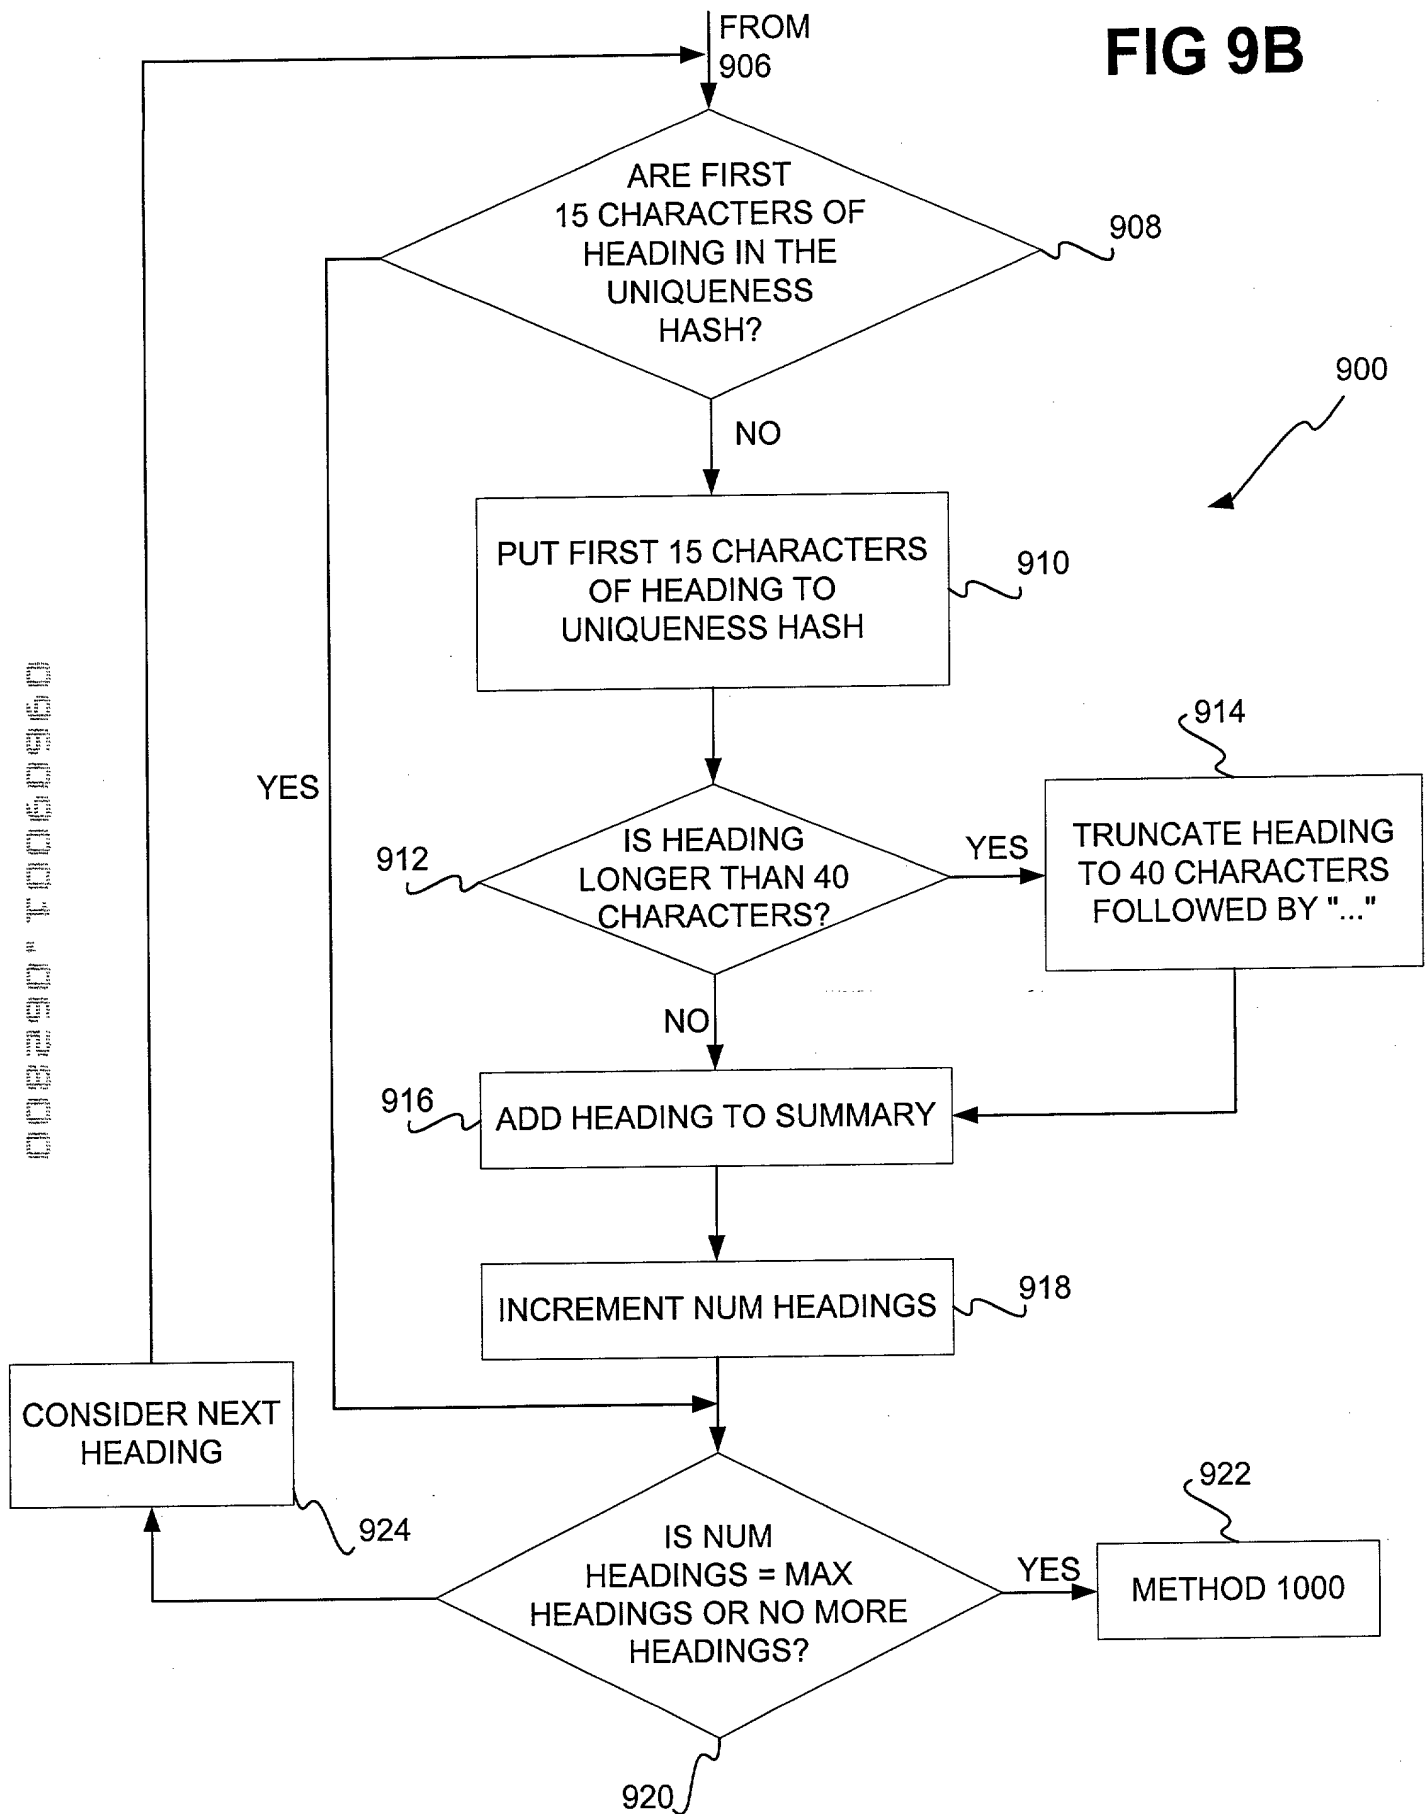 FROM
906
FIG 9B
ARE FIRST
15 CHARACTERS OF
HEADING IN THE
UNIQUENESS
HASH?
908
900
NO
PUT FIRST 15 CHARACTERS
OF HEADING TO
UNIQUENESS HASH
910
YES
914
912
IS HEADING
LONGER THAN 40
CHARACTERS?
YES
TRUNCATE HEADING
TO 40 CHARACTERS
FOLLOWED BY "..."
NO
916
ADD HEADING TO SUMMARY
INCREMENT NUM HEADINGS
918
CONSIDER NEXT
HEADING
924
IS NUM
HEADINGS = MAX
HEADINGS OR NO MORE
HEADINGS?
YES
922
METHOD 1000
920